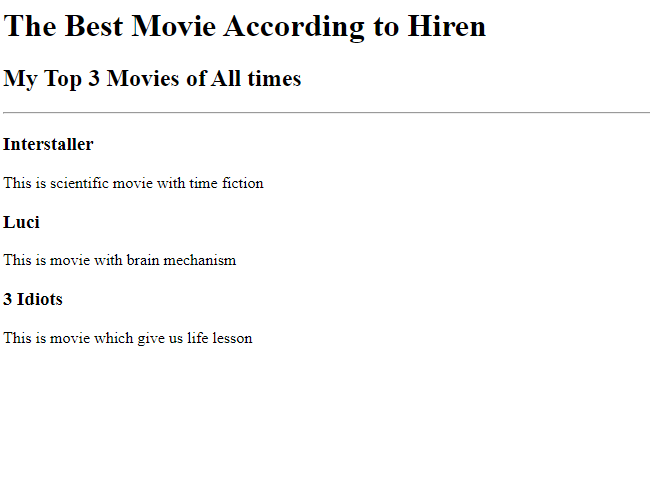 The Best Movie According to Hiren
My Top 3 Movies of All times
Interstaller
This is scientific movie with time fiction
Luci
This is movie with brain mechanism
3 Idiots
This is movie which give us life lesson